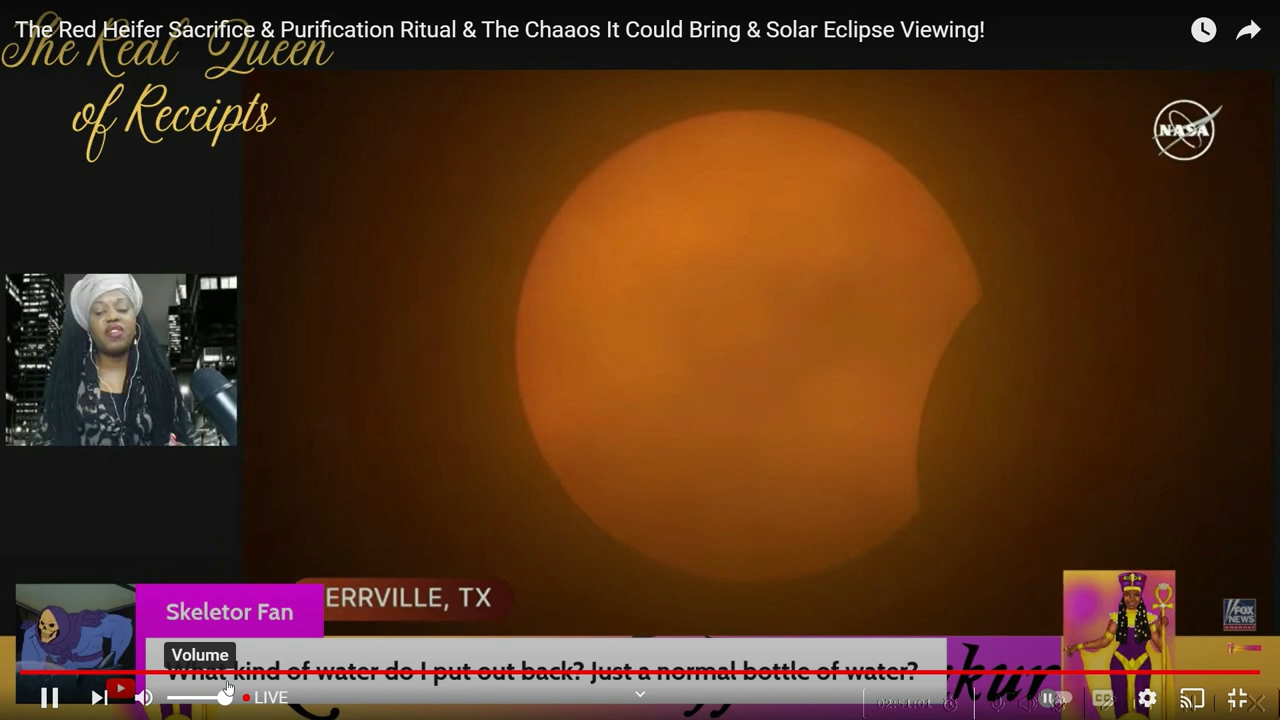 The Red Heifer Sacrifice & Purification Ritual & The Chaaos It Could Bring & Solar Eclipse Viewing!
The Real Queen
of Receipts
NASA
ERRVILLE, TX
Skeletor Fan
FOX
NEWS
Volume
kind of water do I put out back? Just a normal bottle of water?
LIVE
CC